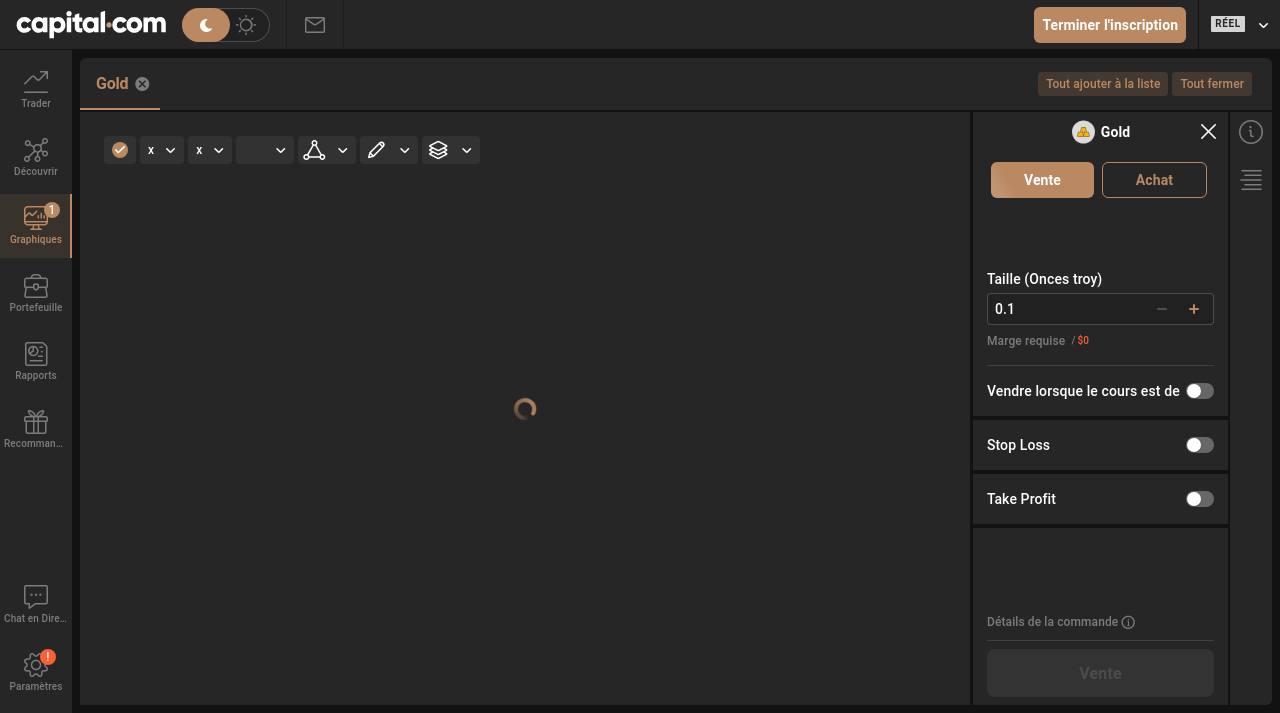 capital.com
Terminer l'inscription
RÉEL
Trader
Découvrir
1
Graphiques
Portefeuille
Rapports
Recomman...
Chat en Dire...
!
Paramètres
Gold
Tout ajouter à la liste
Tout fermer
x
x
Gold
Vente
Achat
Taille (Onces troy)
0.1
Marge requise / $0
Vendre lorsque le cours est de
Stop Loss
Take Profit
Détails de la commande
Vente